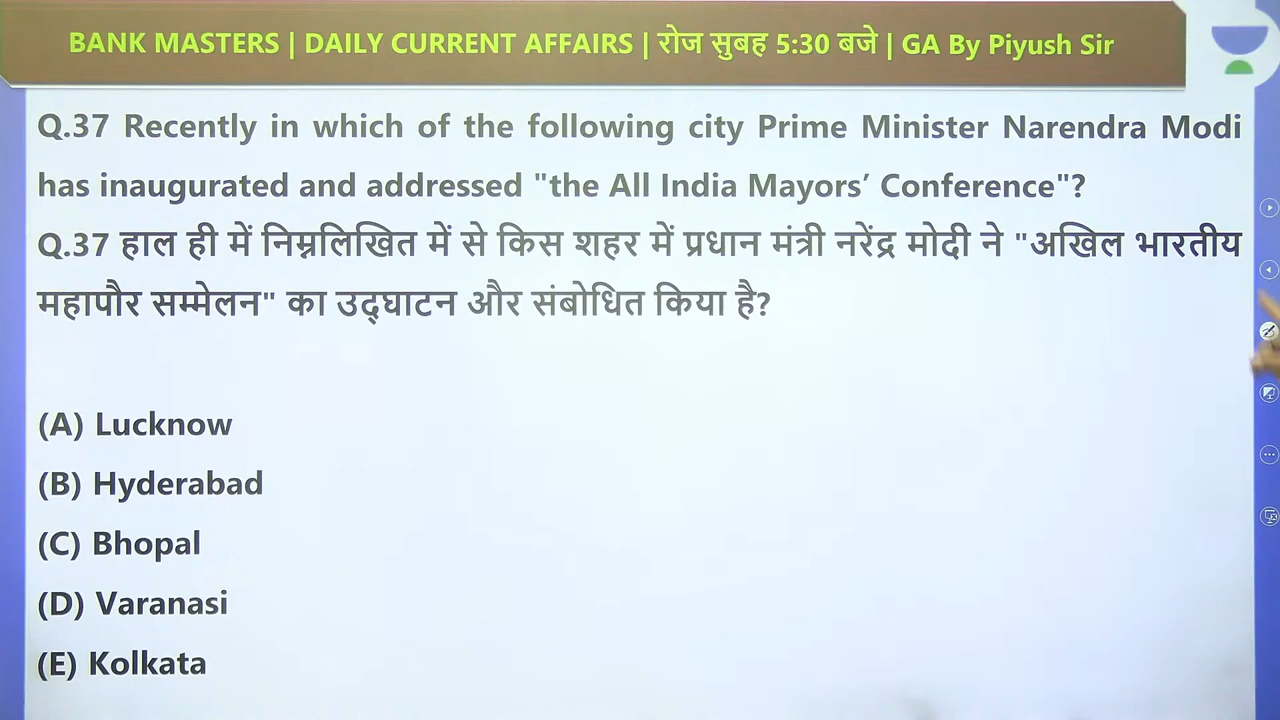 BANK MASTERS | DAILY CURRENT AFFAIRS | रोज सुबह 5:30 बजे | GA By Piyush Sir
Q.37 Recently in which of the following city Prime Minister Narendra Modi
has inaugurated and addressed "the All India Mayors’ Conference"?
Q.37 हाल ही में निम्नलिखित में से किस शहर में प्रधान मंत्री नरेंद्र मोदी ने "अखिल भारतीय
महापौर सम्मेलन" का उद्घाटन और संबोधित किया है?
(A) Lucknow
(B) Hyderabad
(C) Bhopal
(D) Varanasi
(E) Kolkata